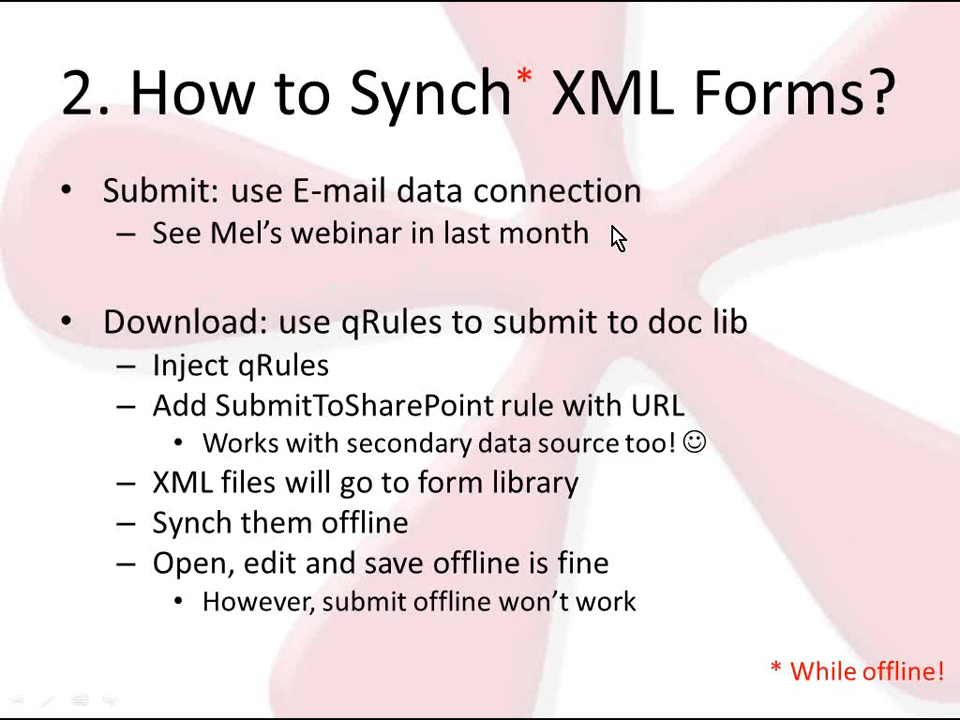 2. How to Synch* XML Forms?
• Submit: use E-mail data connection
– See Mel’s webinar in last month
• Download: use qRules to submit to doc lib
– Inject qRules
– Add SubmitToSharePoint rule with URL
• Works with secondary data source too! ☺
– XML files will go to form library
– Synch them offline
– Open, edit and save offline is fine
• However, submit offline won’t work
* While offline!